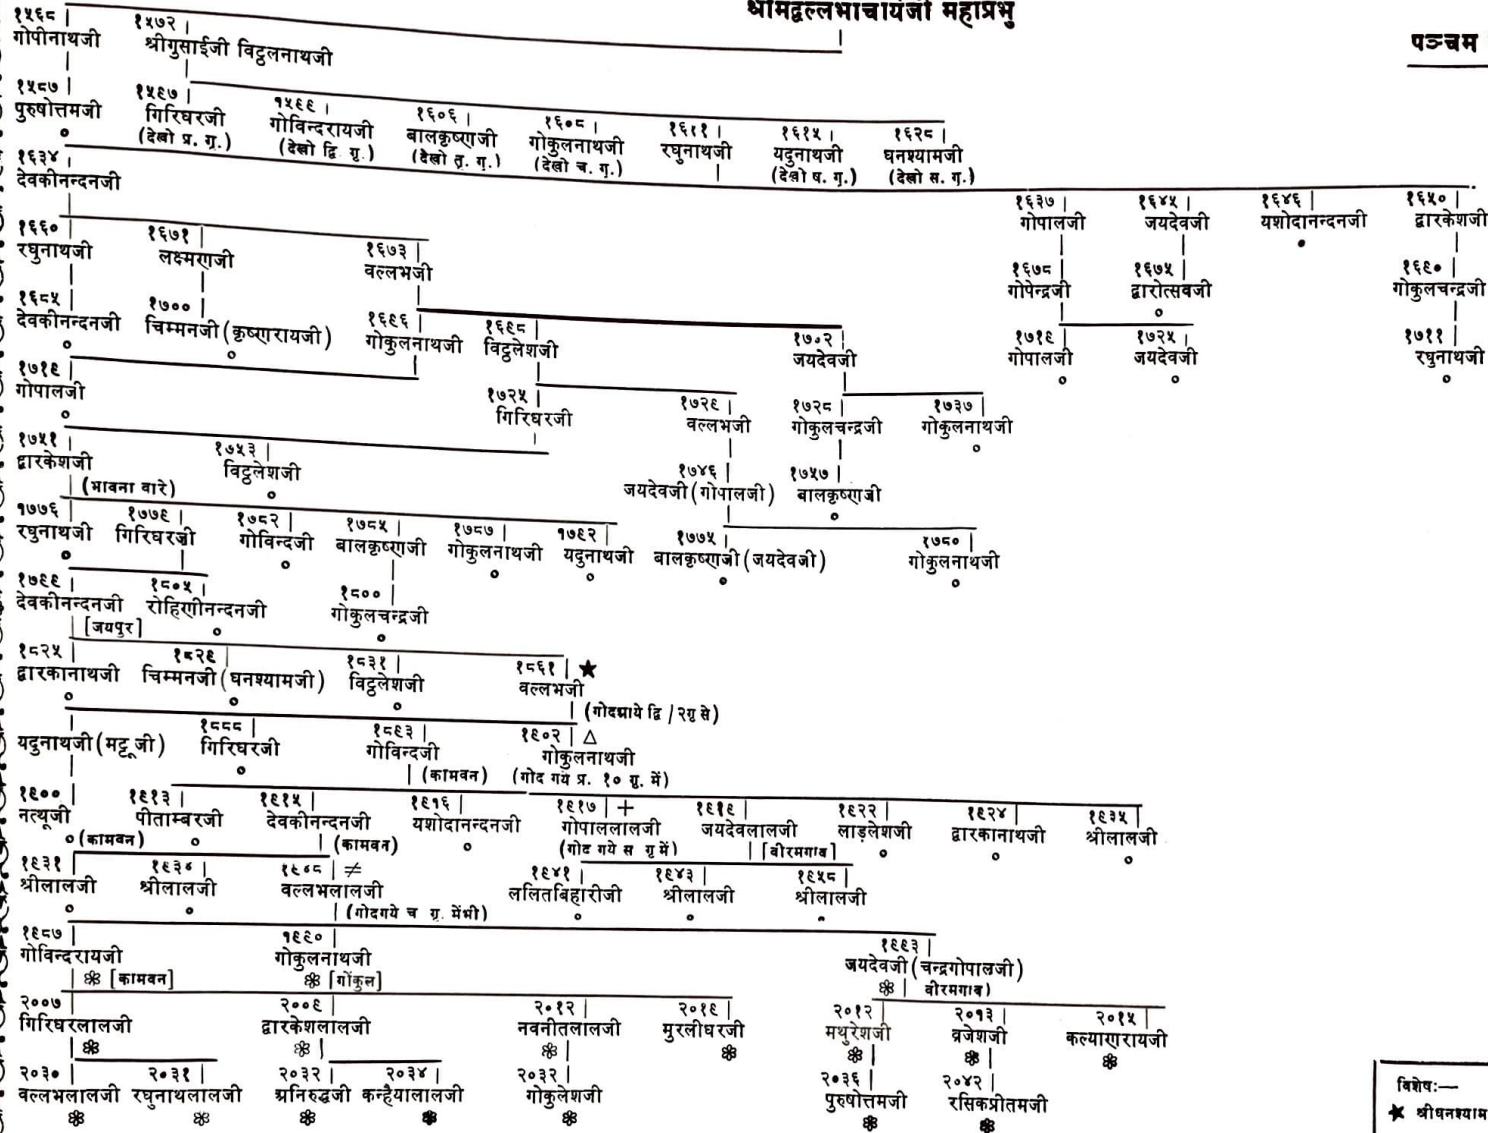 श्रीमद्वल्लभाचार्यजी महाप्रभु
पञ्चम
१५६८ १५७२
गोपीनाथजी श्रीगुसाईजी विट्ठलनाथजी
१५८७ १५९७ १५९९ १६०६ १६०८ १६११ १६१५ १६२८
पुरुषोत्तमजी गिरिधरजी गोविन्दरायजी बालकृष्णजी गोकुलनाथजी रघुनाथजी यदुनाथजी घनश्यामजी
(देखो प्र. गृ.) (देखो द्वि गृ.) (देखो तृ. गृ.) (देखो च. गृ.) (देखो ष. गृ.) (देखो स. गृ.)
१६३४ १६३७ १६४५ १६४६ १६५०
देवकीनन्दनजी गोपालजी जयदेवजी यशोदानन्दनजी द्वारकेशजी
१६६० १६७१ १६७३ १६७८ १६७५ १६९०
रघुनाथजी लक्ष्मणजी वल्लभजी गोपेन्द्रजी द्वारोत्सवजी गोकुलचन्द्रजी
१६८५ १७०० १६९६ १६९८ १७०२ १७१९ १७२५ १७११
देवकीनन्दनजी चिम्मनजी (कृष्णरायजी) गोकुलनाथजी विट्ठलेशजी जयदेवजी गोपालजी जयदेवजी रघुनाथजी
१७१९ १७२५ १७२९ १७२८ १७३७
गोपालजी गिरिधरजी वल्लभजी गोकुलचन्द्रजी गोकुलनाथजी
१७५१ १७५३ १७४६ १७५७
द्वारकेशजी विट्ठलेशजी जयदेवजी (गोपालजी) बालकृष्णजी
(भावना वारे)
१७७६ १७७९ १७८२ १७८५ १७८७ १७९२ १७७५ १७८०
रघुनाथजी गिरिधरजी गोविन्दजी बालकृष्णजी गोकुलनाथजी यदुनाथजी बालकृष्णजी (जयदेवजी) गोकुलनाथजी
१७९९ १८०५ १८००
देवकीनन्दनजी रोहिणीनन्दनजी गोकुलचन्द्रजी
[जयपुर]
१८२५ १८२९ १८३१ १८६१ ★
द्वारकानाथजी चिम्मनजी (घनश्यामजी) विट्ठलेशजी वल्लभजी
(गोदआये द्वि /२गृ से)
१८८८ १८९३ १९०२ △
यदुनाथजी (मट्टूजी) गिरिधरजी गोविन्दजी गोकुलनाथजी
(कामवन) (गोद गये प्र. १० गृ. में)
१९०० १९१३ १९१५ १९१६ १९१७ + १९१९ १९२२ १९२४ १९३५
नत्थूजी पीताम्बरजी देवकीनन्दनजी यशोदानन्दनजी गोपाललालजी जयदेवलालजी लाड़लेशजी द्वारकानाथजी श्रीलालजी
(कामवन) (कामवन) (गोद गये स गृ में) [वीरमगाव]
१९३१ १९३४ १९४८ ≠ १९४१ १९४३ १९५८
श्रीलालजी श्रीलालजी वल्लभलालजी ललितबिहारीजी श्रीलालजी श्रीलालजी
(गोदगये च गृ. मेंभी)
१९८७ १९९० १९९३
गोविन्दरायजी गोकुलनाथजी जयदेवजी (चन्द्रगोपालजी)
[कामवन] [गोकुल] वीरमगाव)
२००७ २००९ २०१२ २०१९ २०१२ २०१३ २०१५
गिरिधरलालजी द्वारकेशलालजी नवनीतलालजी मुरलीधरजी मथुरेशजी व्रजेशजी कल्याणरायजी
२०३० २०३१ २०३२ २०३४ २०३२ २०३६ २०४२
वल्लभलालजी रघुनाथलालजी अनिरुद्धजी कन्हैयालालजी गोकुलेशजी पुरुषोत्तमजी रसिकप्रीतमजी
विशेषः—
★ श्रीघनश्याम